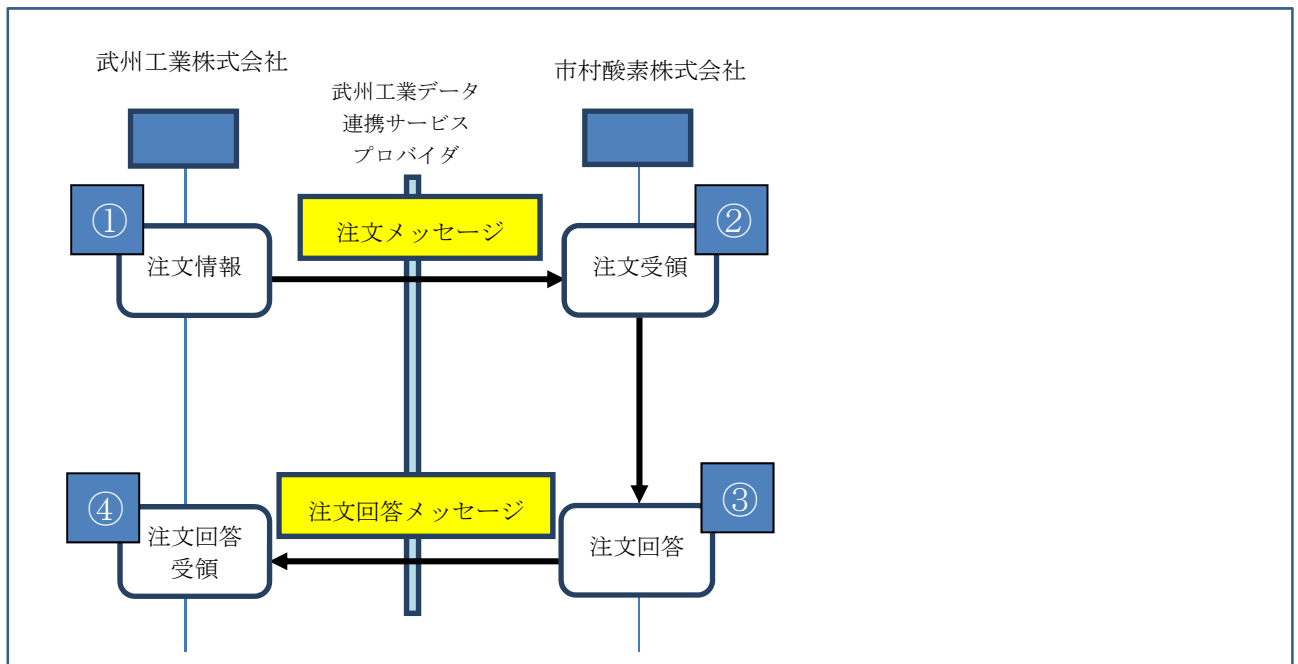 武州工業株式会社
市村酸素株式会社
武州工業データ
連携サービス
プロバイダ
①
注文情報
注文メッセージ
②
注文受領
④
注文回答
受領
注文回答メッセージ
③
注文回答